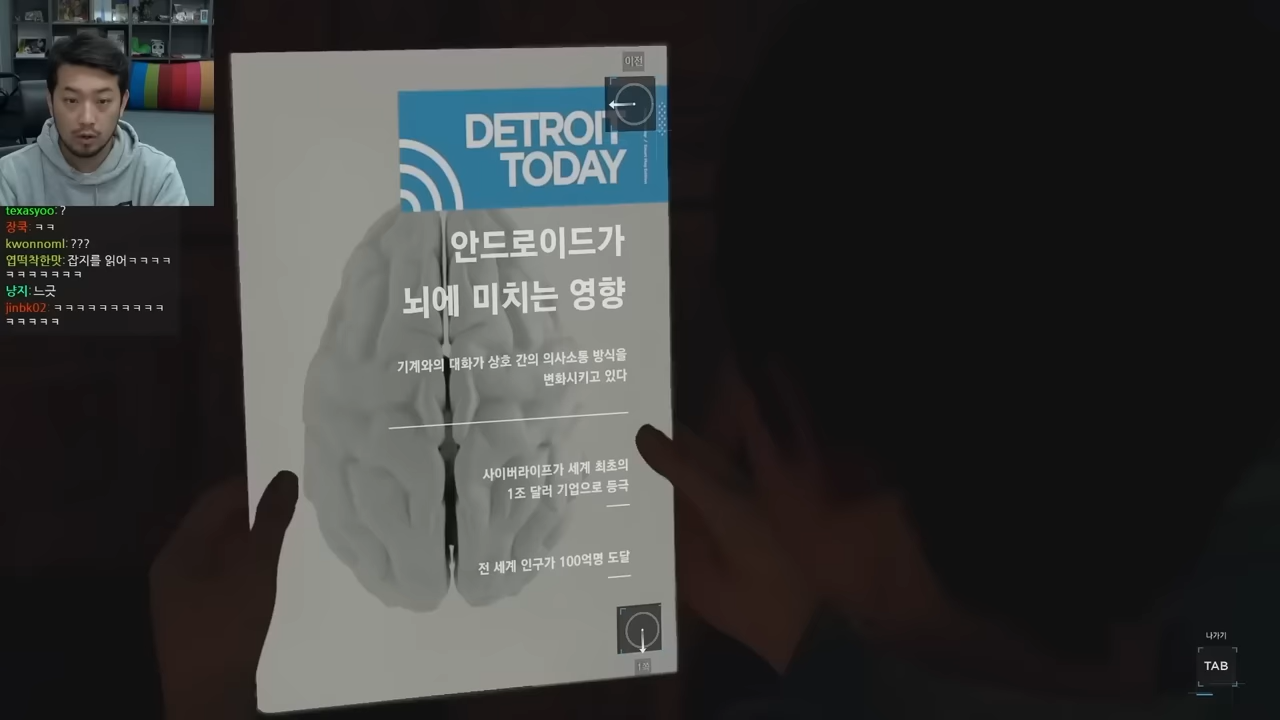 texasyoo: ?
장쿡: ㅋㅋ
kwonnoml: ???
엽떡착한맛: 잡지를 읽어ㅋㅋㅋㅋ
ㅋㅋㅋㅋㅋㅋㅋ
냥지: 느긋
jinbk02: ㅋㅋㅋㅋㅋㅋㅋㅋㅋㅋ
ㅋㅋㅋㅋㅋ
이전
DETROIT
TODAY
안드로이드가
뇌에 미치는 영향
기계와의 대화가 상호 간의 의사소통 방식을
변화시키고 있다
사이버라이프가 세계 최초의
1조 달러 기업으로 등극
전 세계 인구가 100억명 도달
나가기
TAB